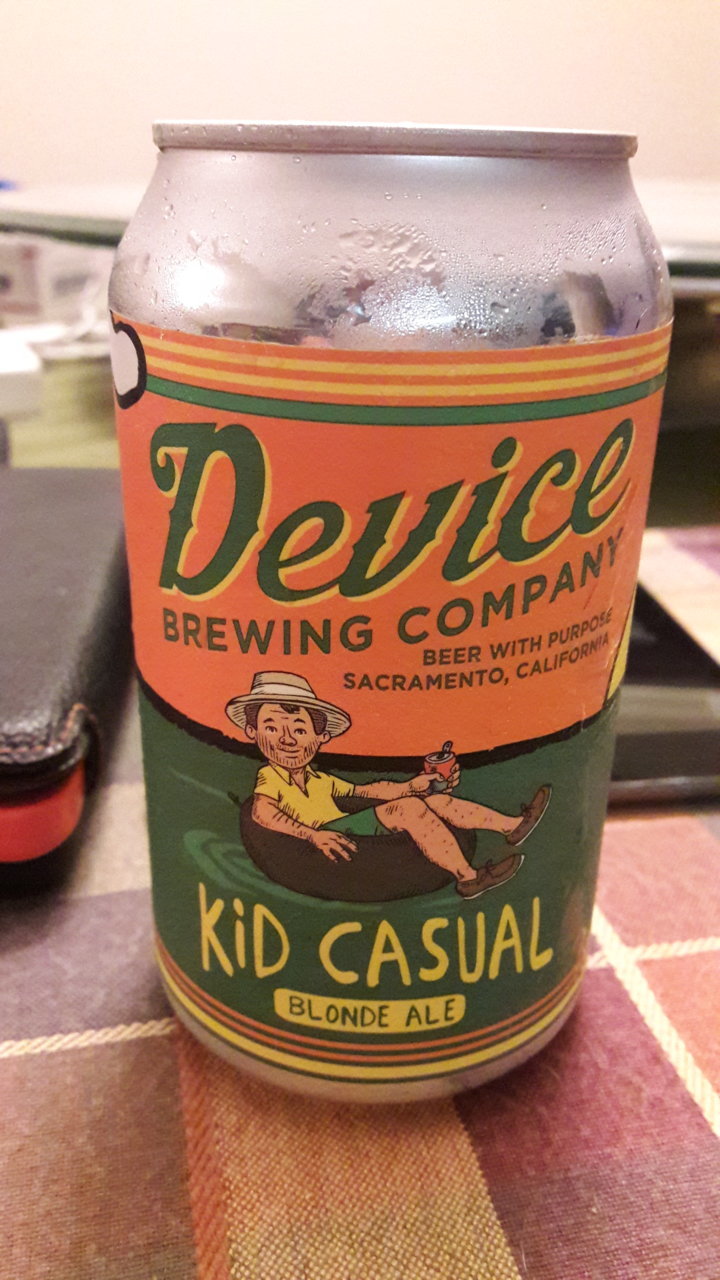 Device
BREWING COMPANY
BEER WITH PURPOSE
SACRAMENTO, CALIFORNIA
KiD CASUAL
BLONDE ALE